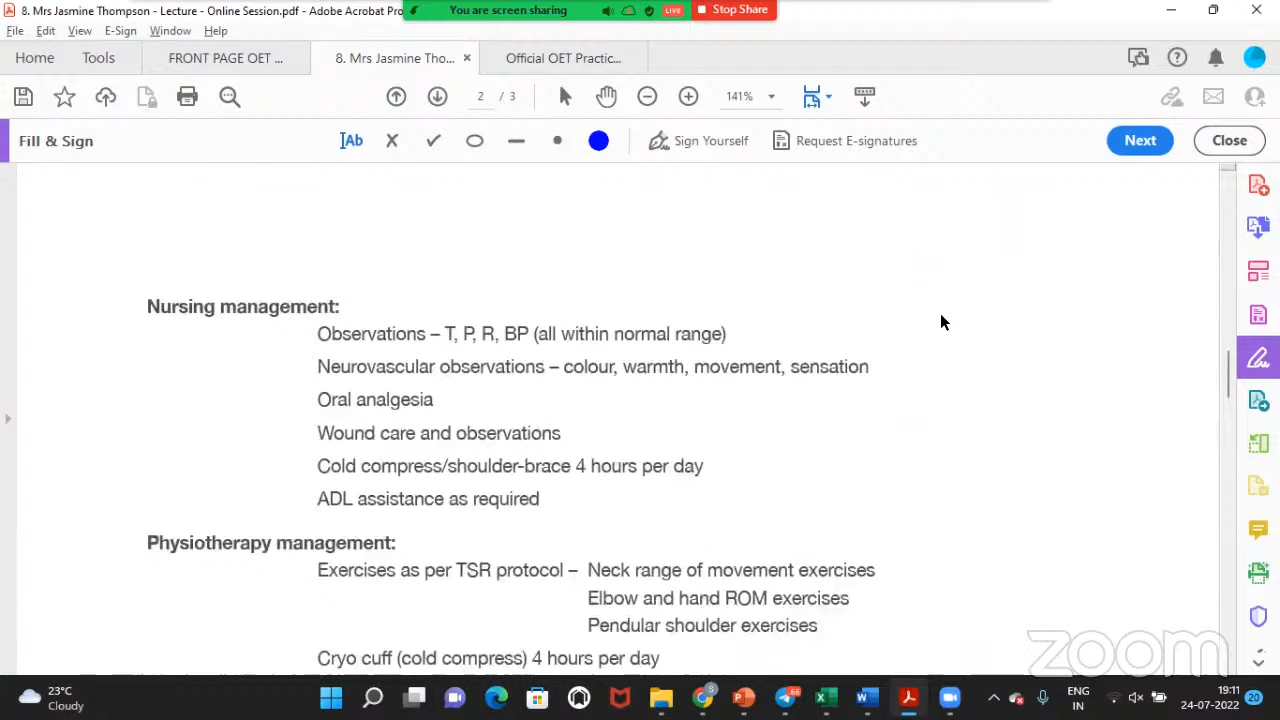 8. Mrs Jasmine Thompson - Lecture - Online Session.pdf - Adobe Acrobat Pro
You are screen sharing
LIVE
Stop Share
File Edit View E-Sign Window Help
Home Tools FRONT PAGE OET ... 8. Mrs Jasmine Tho... × Official OET Practic...
2 / 3 141%
Fill & Sign Ab Sign Yourself Request E-signatures Next Close
Nursing management:
Observations – T, P, R, BP (all within normal range)
Neurovascular observations – colour, warmth, movement, sensation
Oral analgesia
Wound care and observations
Cold compress/shoulder-brace 4 hours per day
ADL assistance as required
Physiotherapy management:
Exercises as per TSR protocol – Neck range of movement exercises
Elbow and hand ROM exercises
Pendular shoulder exercises
Cryo cuff (cold compress) 4 hours per day
zoom
23°C
Cloudy
66
ENG
IN
19:11
24-07-2022
20